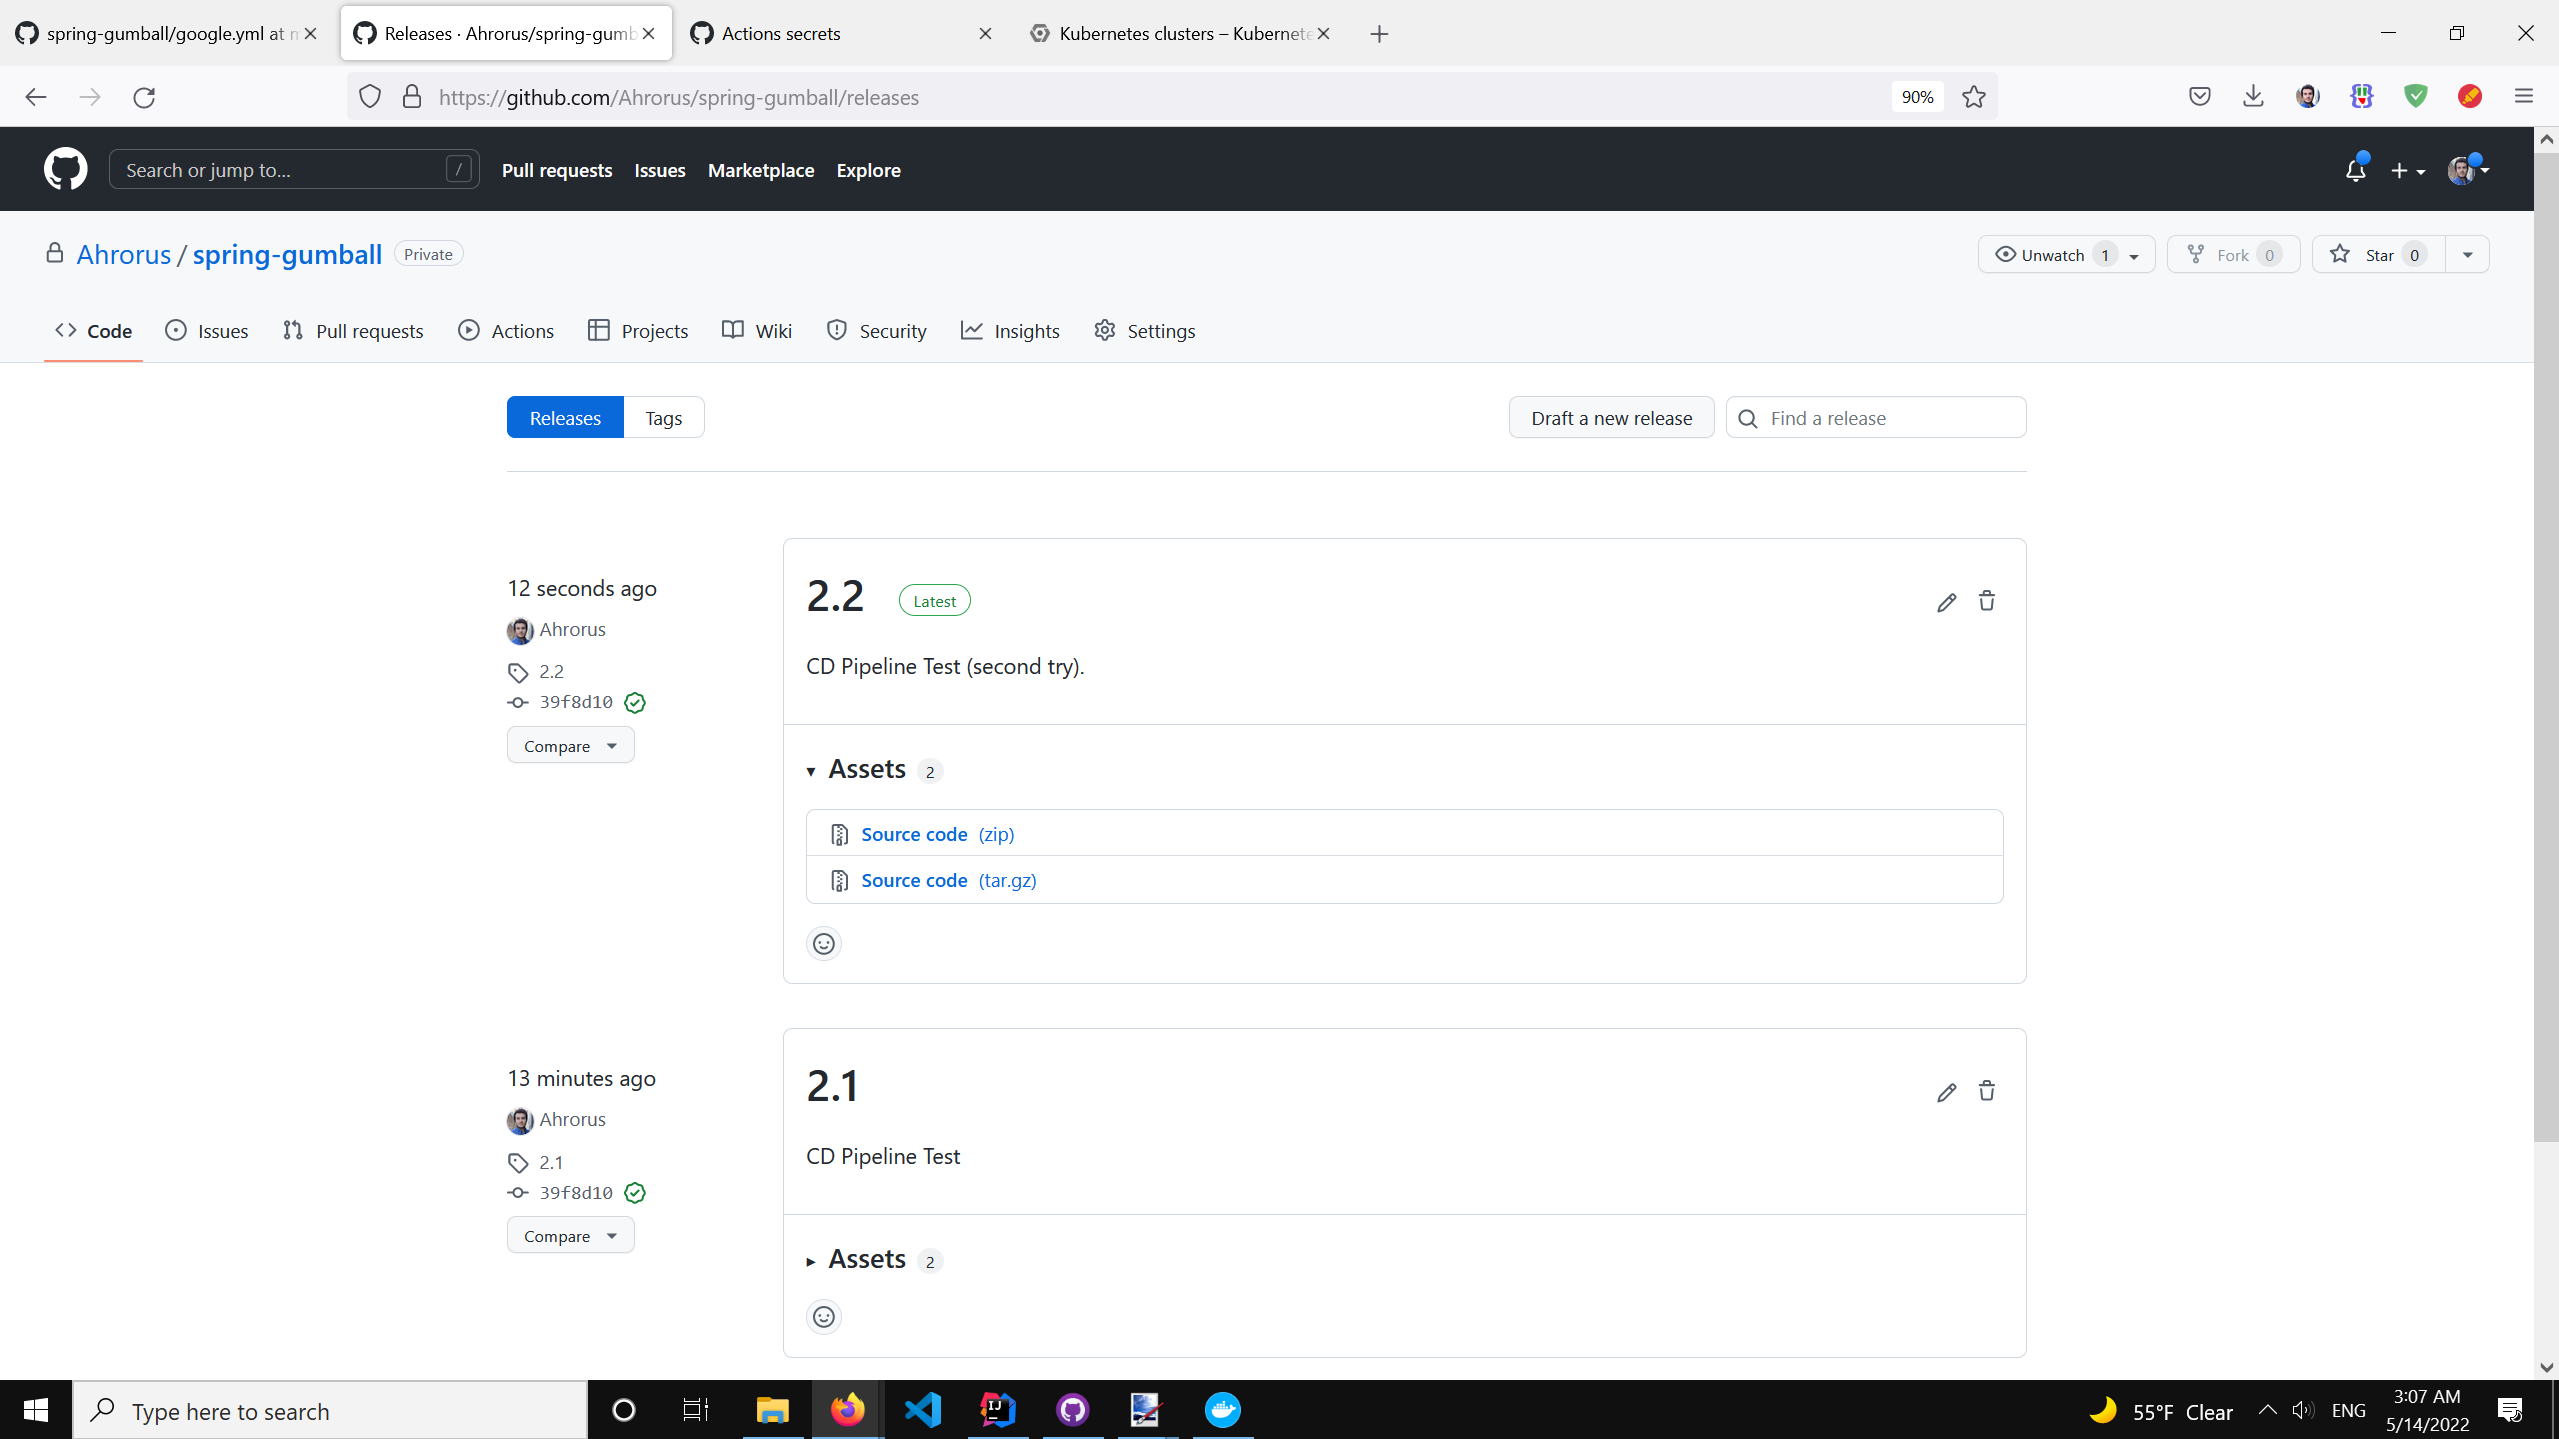 spring-gumball/google.yml at m
Releases · Ahrorus/spring-gumb
Actions secrets
Kubernetes clusters – Kubernete
https://github.com/Ahrorus/spring-gumball/releases
90%
Search or jump to...
/
Pull requests
Issues
Marketplace
Explore
Ahrorus / spring-gumball
Private
Unwatch 1
Fork 0
Star 0
Code
Issues
Pull requests
Actions
Projects
Wiki
Security
Insights
Settings
Releases
Tags
Draft a new release
Find a release
12 seconds ago
Ahrorus
2.2
39f8d10
Compare
2.2
Latest
CD Pipeline Test (second try).
Assets 2
Source code (zip)
Source code (tar.gz)
13 minutes ago
Ahrorus
2.1
39f8d10
Compare
2.1
CD Pipeline Test
Assets 2
Type here to search
IJ
55°F Clear
ENG
3:07 AM
5/14/2022